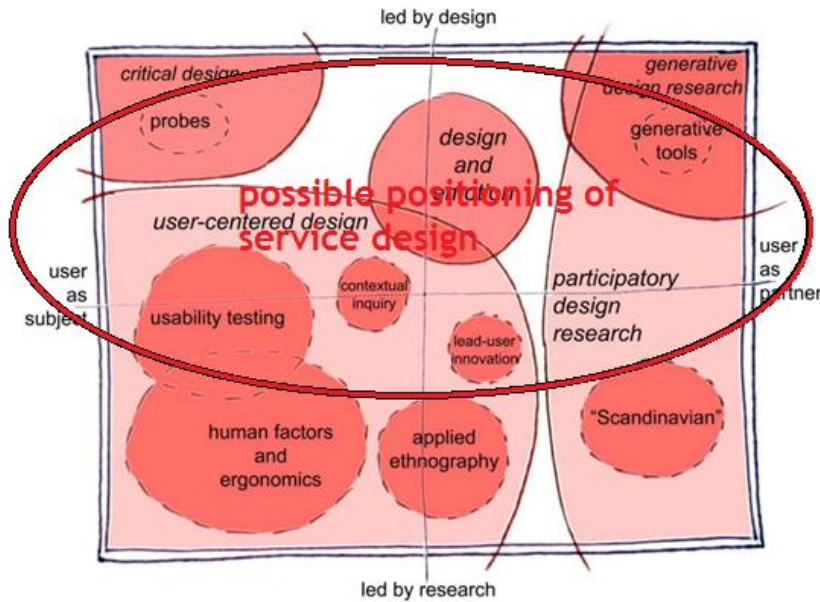 led by design
critical design
probes
generative
design research
generative
tools
design
and
emotion
possible positioning of
service design
user-centered design
user
as
subject
usability testing
contextual
inquiry
lead-user
innovation
participatory
design
research
user
as
partner
human factors
and
ergonomics
applied
ethnography
“Scandinavian”
led by research